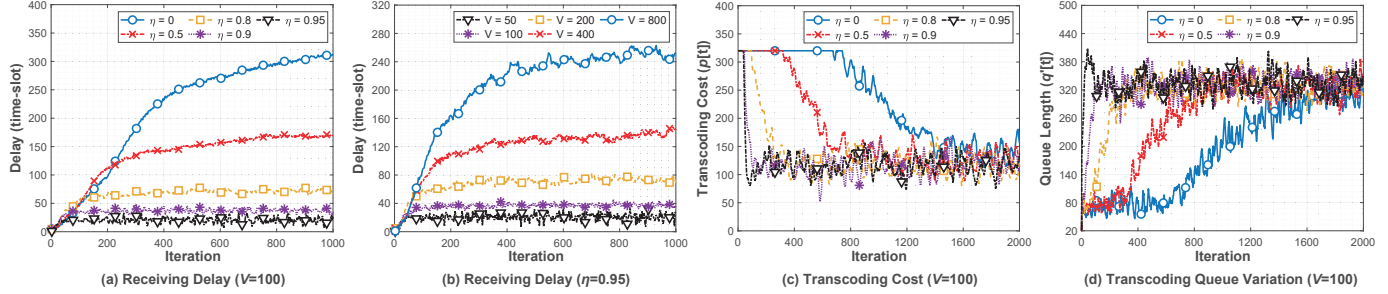 400
350
300
250
200
150
100
50
0
0 200 400 600 800 1000
Delay (time-slot)
Iteration
η=0 η=0.8 η=0.95
η=0.5 η=0.9
(a) Receiving Delay (V=100)
320
280
240
200
160
120
80
40
0
0 200 400 600 800 1000
Delay (time-slot)
Iteration
V = 50 V = 200 V = 800
V = 100 V = 400
(b) Receiving Delay (η=0.95)
350
300
250
200
150
100
50
0
0 400 800 1200 1600 2000
Transcoding Cost (p[t])
Iteration
η=0 η=0.8 η=0.95
η=0.5 η=0.9
(c) Transcoding Cost (V=100)
500
440
380
320
260
200
140
80
20
0 400 800 1200 1600 2000
Queue Length (q'[t])
Iteration
η=0 η=0.8 η=0.95
η=0.5 η=0.9
(d) Transcoding Queue Variation (V=100)